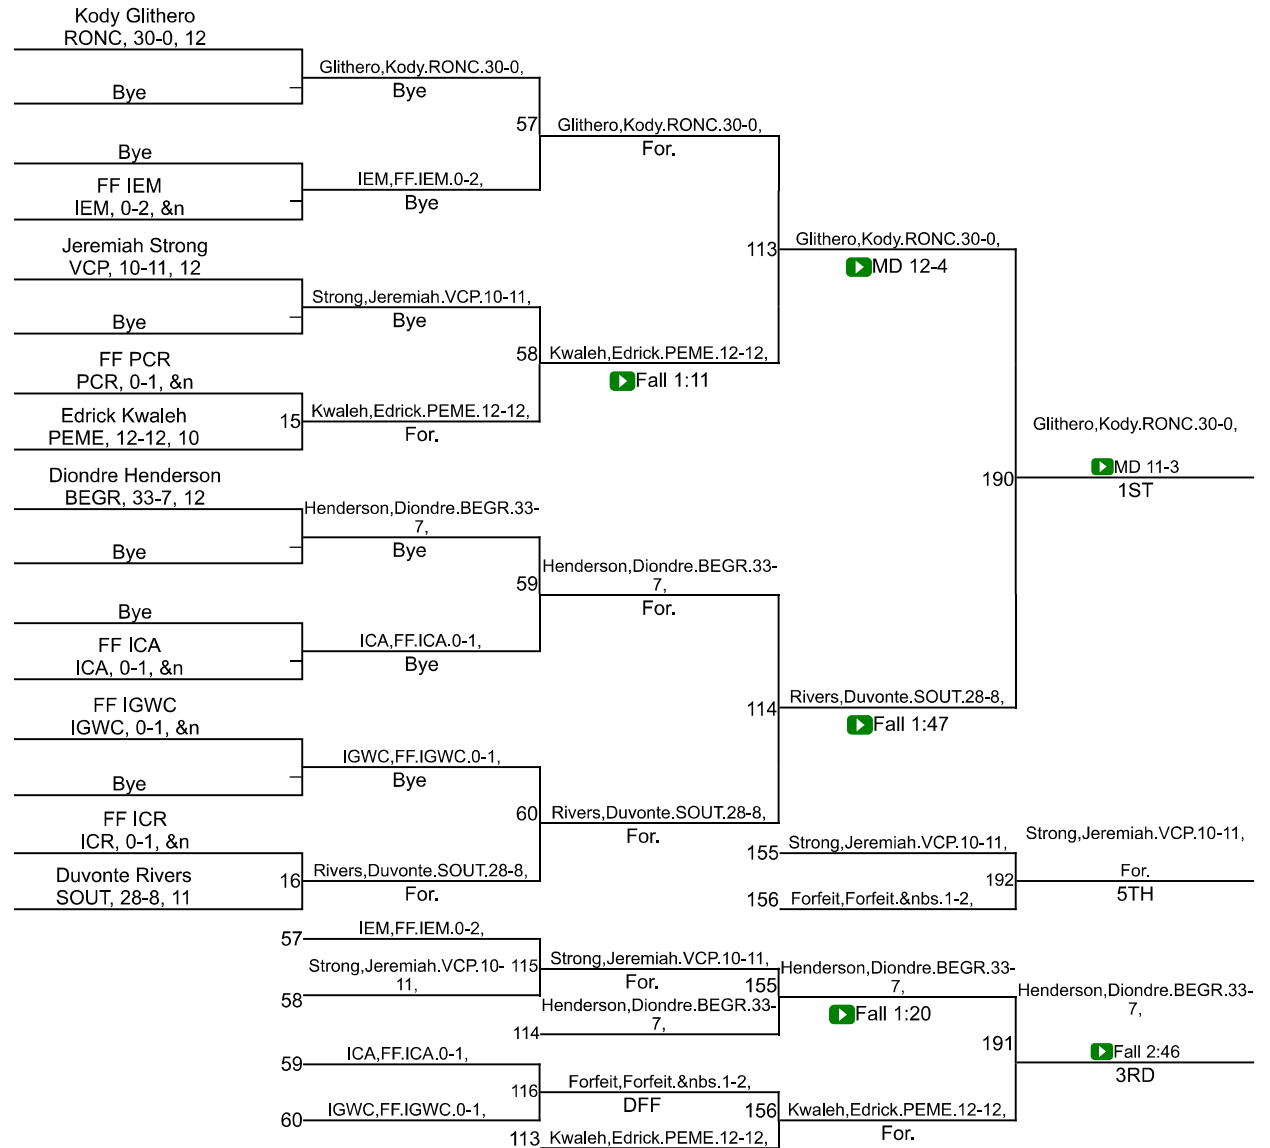 Kody Glithero
RONC, 30-0, 12
Glithero,Kody.RONC.30-0,
Bye
Bye
57
Glithero,Kody.RONC.30-0,
For.
Bye
FF IEM
IEM, 0-2, &n
IEM,FF.IEM.0-2,
Bye
113
Glithero,Kody.RONC.30-0,
MD 12-4
Jeremiah Strong
VCP, 10-11, 12
Strong,Jeremiah.VCP.10-11,
Bye
Bye
58
Kwaleh,Edrick.PEME.12-12,
Fall 1:11
FF PCR
PCR, 0-1, &n
Edrick Kwaleh
PEME, 12-12, 10
15
Kwaleh,Edrick.PEME.12-12,
For.
Glithero,Kody.RONC.30-0,
190
MD 11-3
1ST
Diondre Henderson
BEGR, 33-7, 12
Henderson,Diondre.BEGR.33-
7,
Bye
Bye
59
Henderson,Diondre.BEGR.33-
7,
For.
Bye
FF ICA
ICA, 0-1, &n
ICA,FF.ICA.0-1,
Bye
114
Rivers,Duvonte.SOUT.28-8,
Fall 1:47
FF IGWC
IGWC, 0-1, &n
IGWC,FF.IGWC.0-1,
Bye
Bye
60
Rivers,Duvonte.SOUT.28-8,
For.
FF ICR
ICR, 0-1, &n
Duvonte Rivers
SOUT, 28-8, 11
16
Rivers,Duvonte.SOUT.28-8,
For.
155
Strong,Jeremiah.VCP.10-11,
156
Forfeit,Forfeit.&nbs.1-2,
192
Strong,Jeremiah.VCP.10-11,
For.
5TH
57
IEM,FF.IEM.0-2,
58
Strong,Jeremiah.VCP.10-
11,
115
Strong,Jeremiah.VCP.10-11,
For.
114
Henderson,Diondre.BEGR.33-
7,
155
Henderson,Diondre.BEGR.33-
7,
Fall 1:20
191
Henderson,Diondre.BEGR.33-
7,
Fall 2:46
3RD
59
ICA,FF.ICA.0-1,
60
IGWC,FF.IGWC.0-1,
116
Forfeit,Forfeit.&nbs.1-2,
DFF
113
Kwaleh,Edrick.PEME.12-12,
156
Kwaleh,Edrick.PEME.12-12,
For.